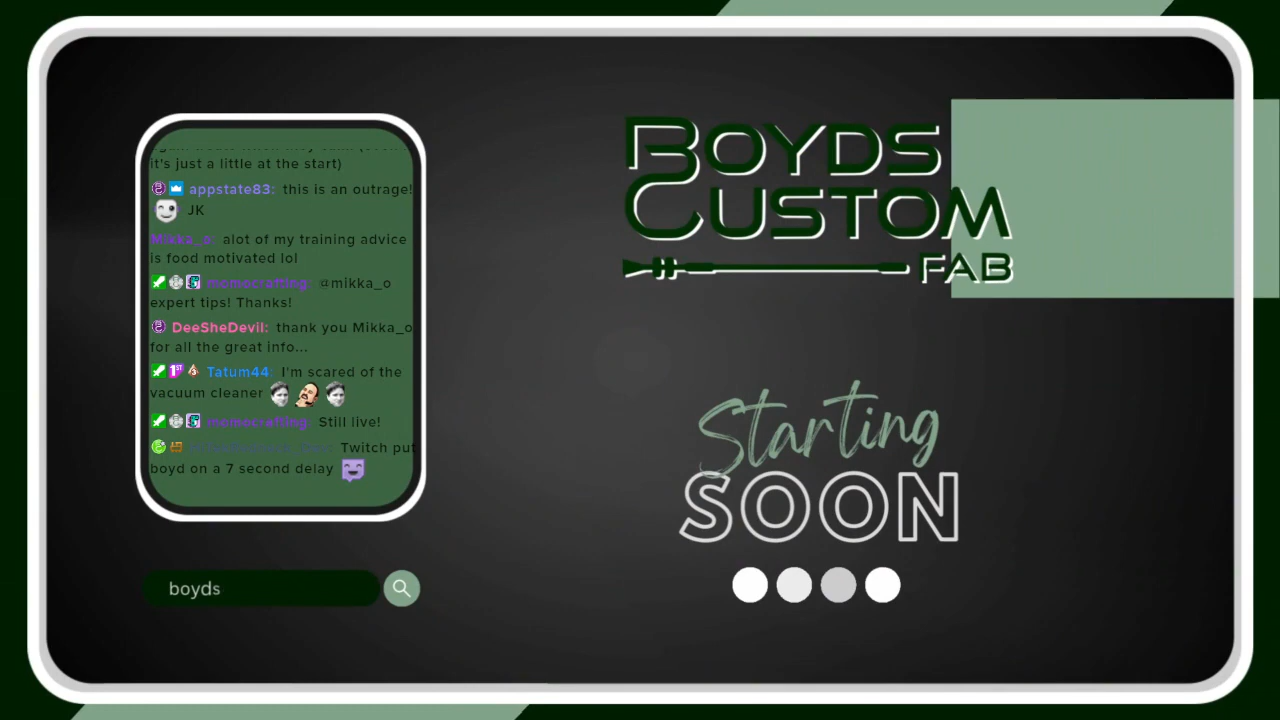 it's just a little at the start)
appstate83: this is an outrage!
JK
Mikka_o: alot of my training advice
is food motivated lol
momocrafting: @mikka_o
expert tips! Thanks!
DeeSheDevil: thank you Mikka_o
for all the great info...
1ST 3 Tatum44: I'm scared of the
vacuum cleaner
momocrafting: Still live!
Twitch put
boyd on a 7 second delay
boyds
BOYDS
CUSTOM
FAB
Starting
SOON